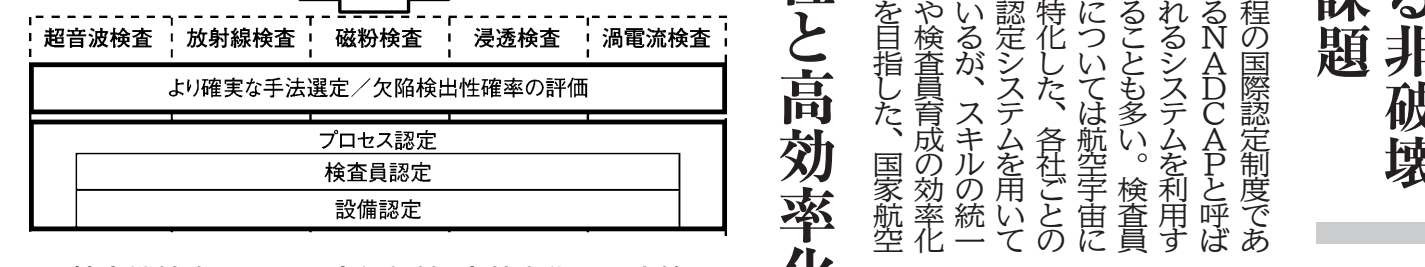 る非破壊
課題
程の国際認定制度であ
るNADCAPと呼ば
れるシステムを利用す
ることも多い。検査員
については航空宇宙に
特化した、各社ごとの
認定システムを用いて
いるが、スキルの統一
や検査員育成の効率化
を目指した、国家航空
と高効率化
超音波検査 放射線検査 磁粉検査 浸透検査 渦電流検査
より確実な手法選定／欠陥検出性確率の評価
プロセス認定
検査員認定
設備認定